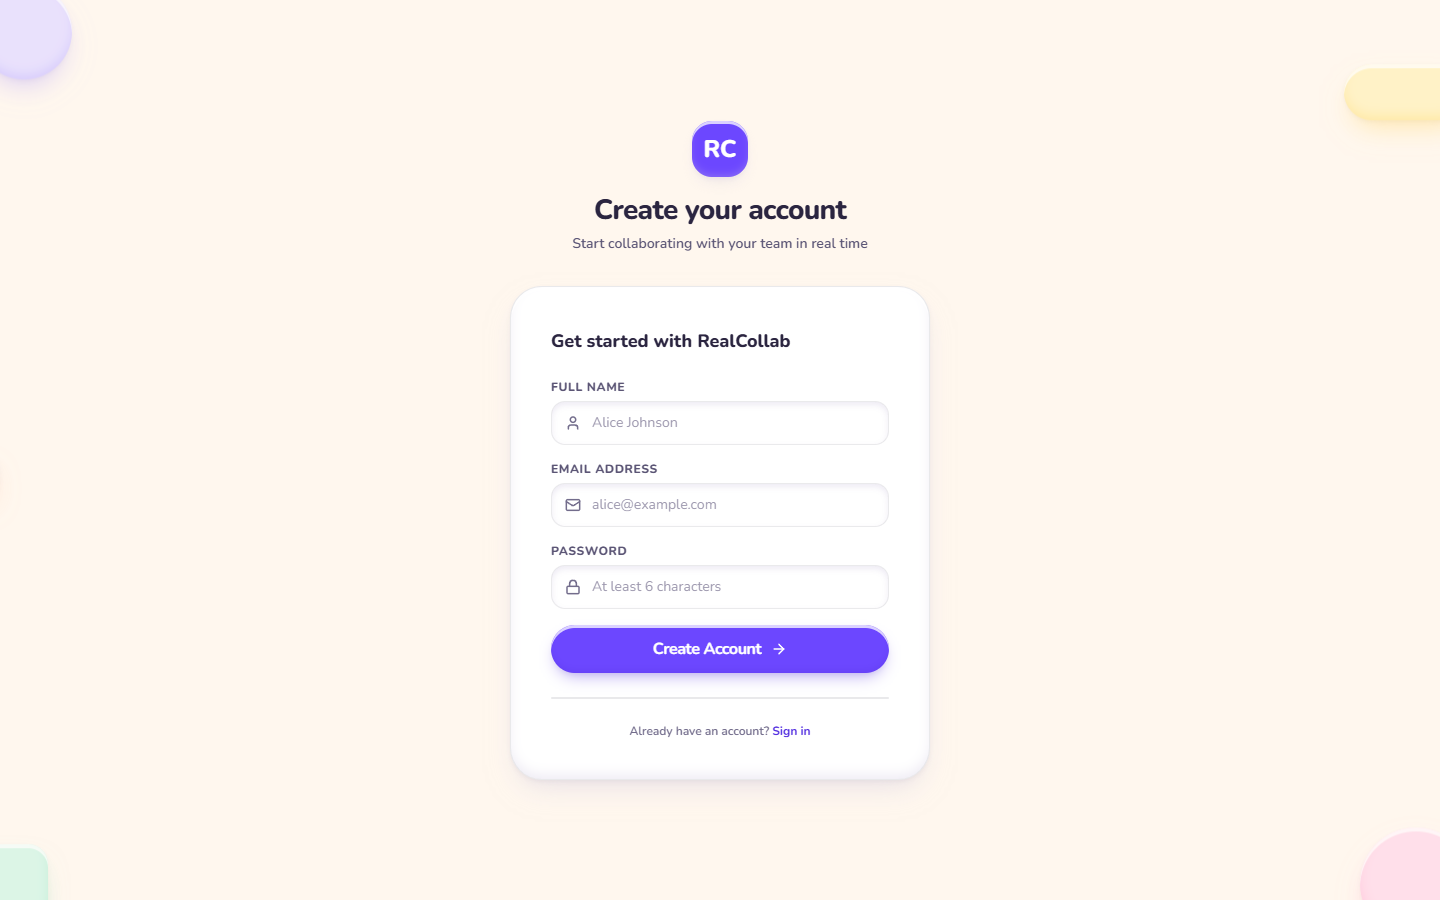 RC
Create your account
Start collaborating with your team in real time
Get started with RealCollab
FULL NAME
Alice Johnson
EMAIL ADDRESS
alice@example.com
PASSWORD
At least 6 characters
Create Account →
Already have an account? Sign in